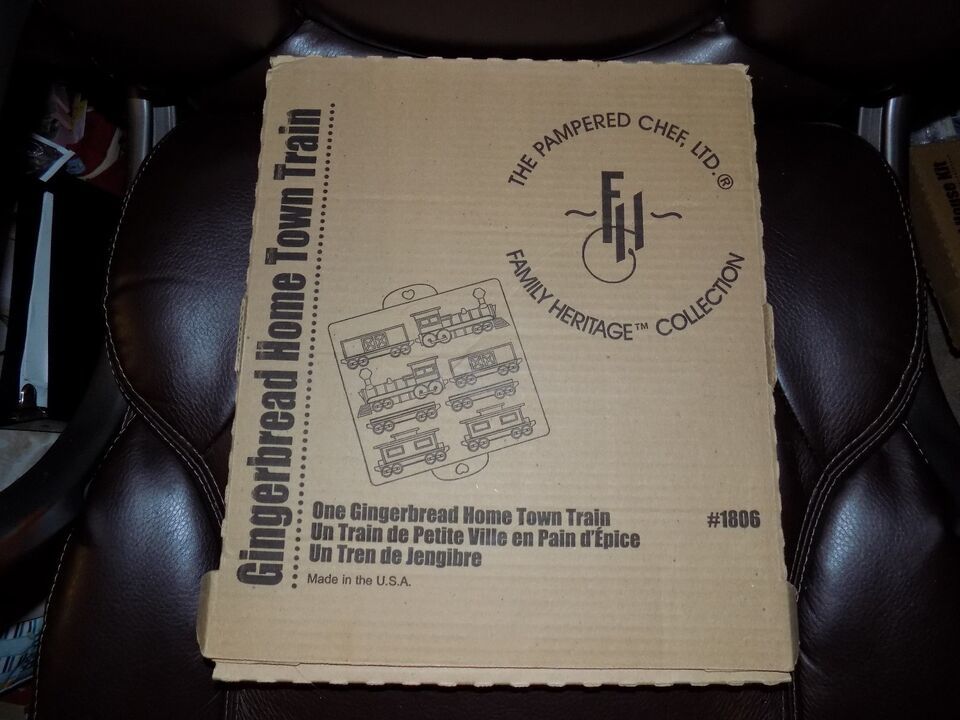 Gingerbread Home Town Train
THE PAMPERED CHEF, LTD.®
FH
FAMILY HERITAGE™ COLLECTION
One Gingerbread Home Town Train
Un Train de Petite Ville en Pain d'Épice
Un Tren de Jengibre
#1806
Made in the U.S.A.